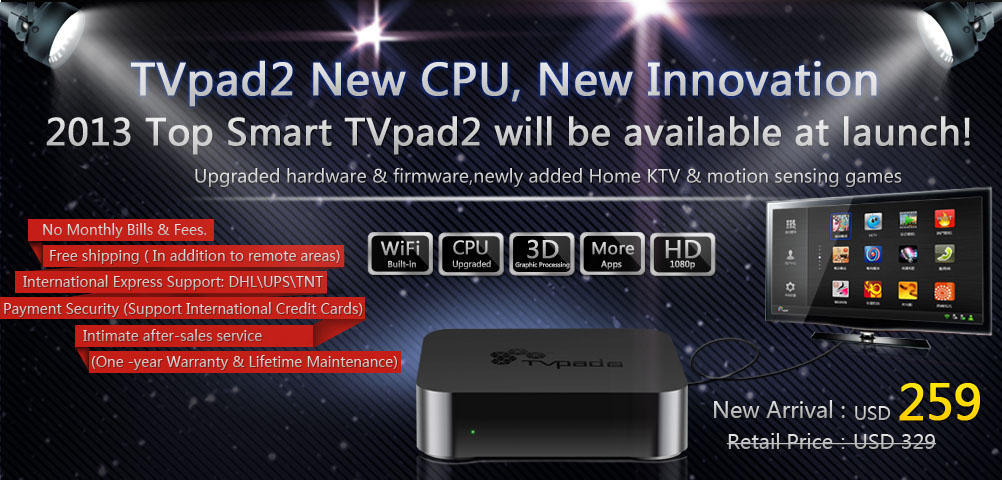 TVpad2 New CPU, New Innovation
2013 Top Smart TVpad2 will be available at launch!
Upgraded hardware & firmware,newly added Home KTV & motion sensing games
No Monthly Bills & Fees.
Free shipping ( In addition to remote areas)
International Express Support: DHL\UPS\TNT
Payment Security (Support International Credit Cards)
Intimate after-sales service
(One -year Warranty & Lifetime Maintenance)
WiFi
Built-in
CPU
Upgraded
3D
Graphic Processing
More
Apps
HD
1080p
TVpad2
New Arrival : USD 259
Retail Price : USD 329